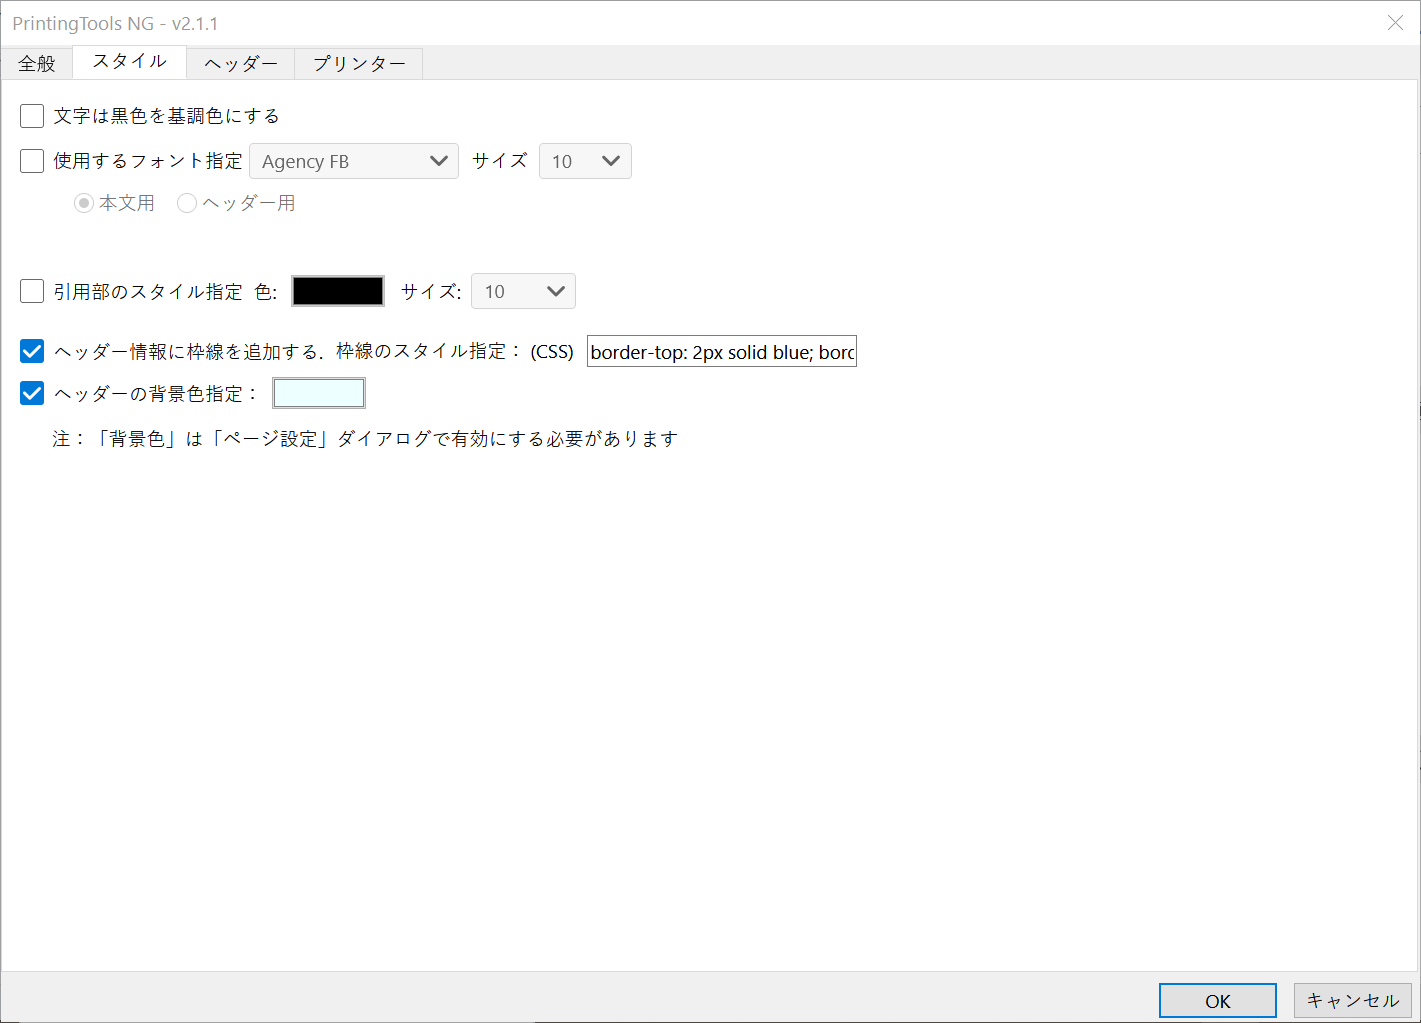 PrintingTools NG - v2.1.1
全般 スタイル ヘッダー プリンター
文字は黒色を基調色にする
使用するフォント指定 Agency FB サイズ 10
本文用 ヘッダー用
引用部のスタイル指定 色: サイズ: 10
ヘッダー情報に枠線を追加する. 枠線のスタイル指定： (CSS) border-top: 2px solid blue; borc
ヘッダーの背景色指定：
注：「背景色」は「ページ設定」ダイアログで有効にする必要があります
OK キャンセル